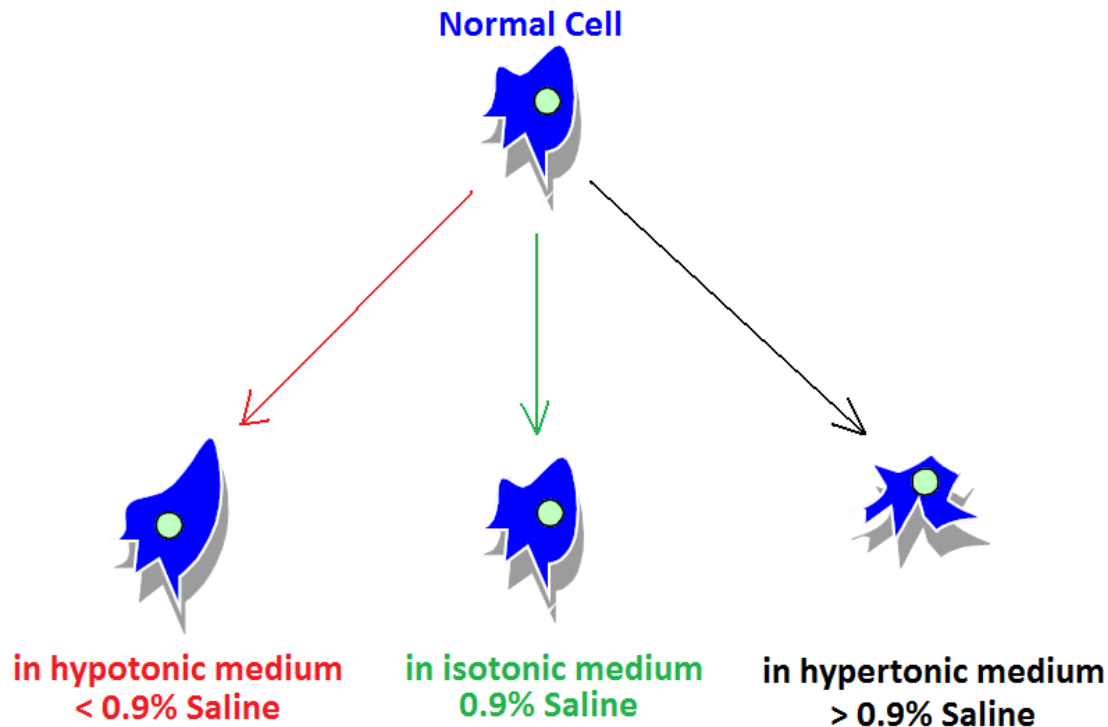 Normal Cell
in hypotonic medium
< 0.9% Saline
in isotonic medium
0.9% Saline
in hypertonic medium
> 0.9% Saline